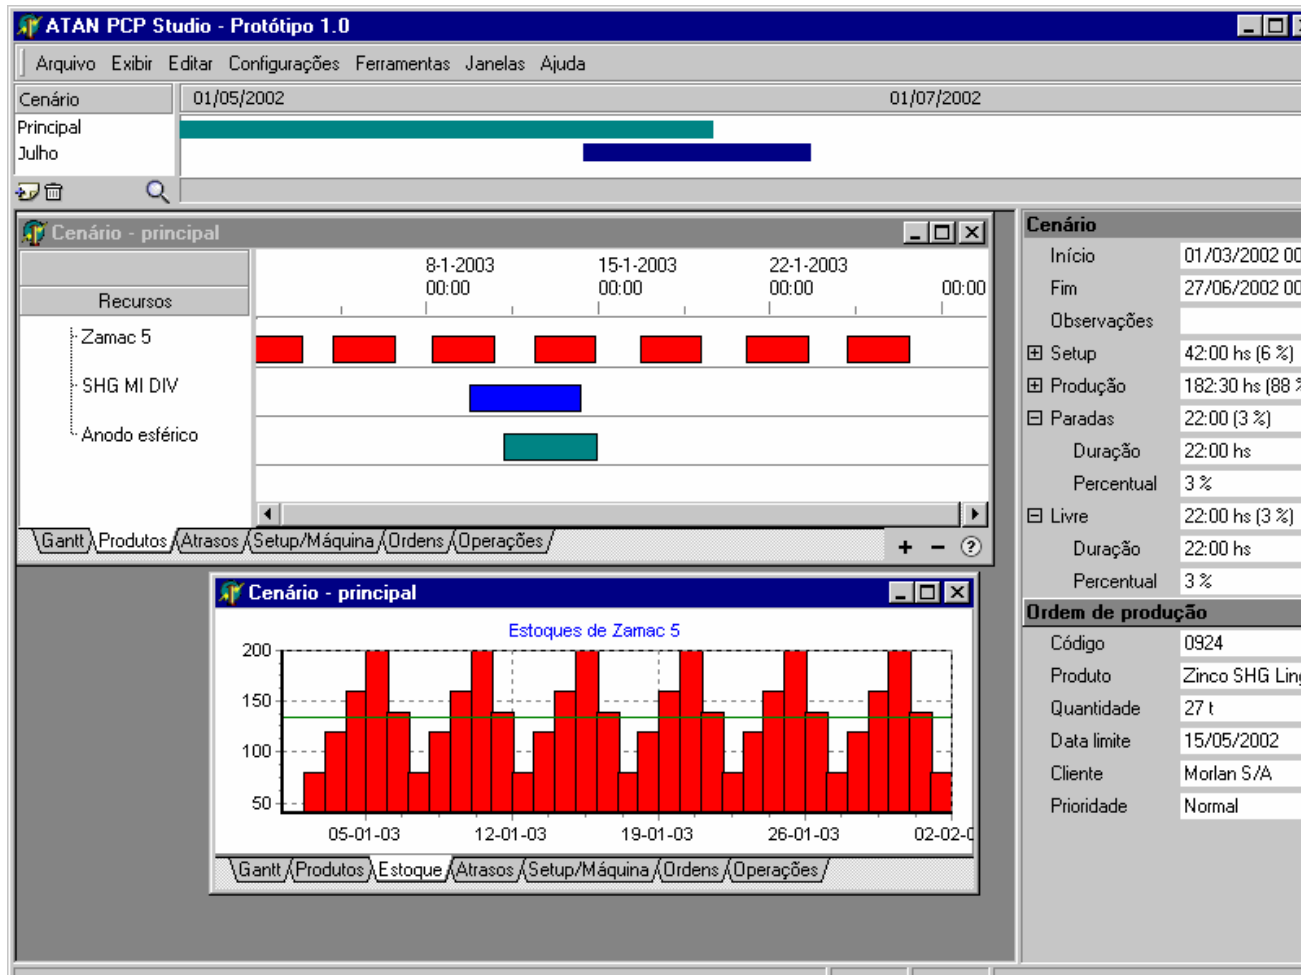 ATAN PCP Studio - Protótipo 1.0
Arquivo Exibir Editar Configurações Ferramentas Janelas Ajuda
Cenário 01/05/2002 01/07/2002
Principal
Julho
Cenário - principal
8-1-2003 15-1-2003 22-1-2003
00:00 00:00 00:00 00:00
Recursos
Zamac 5
SHG MI DIV
Anodo esférico
Gantt Produtos Atrasos Setup/Máquina Ordens Operações
Cenário - principal
Estoques de Zamac 5
200
150
100
50
05-01-03 12-01-03 19-01-03 26-01-03 02-02-0
Gantt Produtos Estoque Atrasos Setup/Máquina Ordens Operações
Cenário
Início 01/03/2002 00
Fim 27/06/2002 00
Observações
Setup 42:00 hs (6 %)
Produção 182:30 hs (88 %
Paradas 22:00 (3 %)
Duração 22:00 hs
Percentual 3 %
Livre 22:00 hs (3 %)
Duração 22:00 hs
Percentual 3 %
Ordem de produção
Código 0924
Produto Zinco SHG Ling
Quantidade 27 t
Data limite 15/05/2002
Cliente Morlan S/A
Prioridade Normal